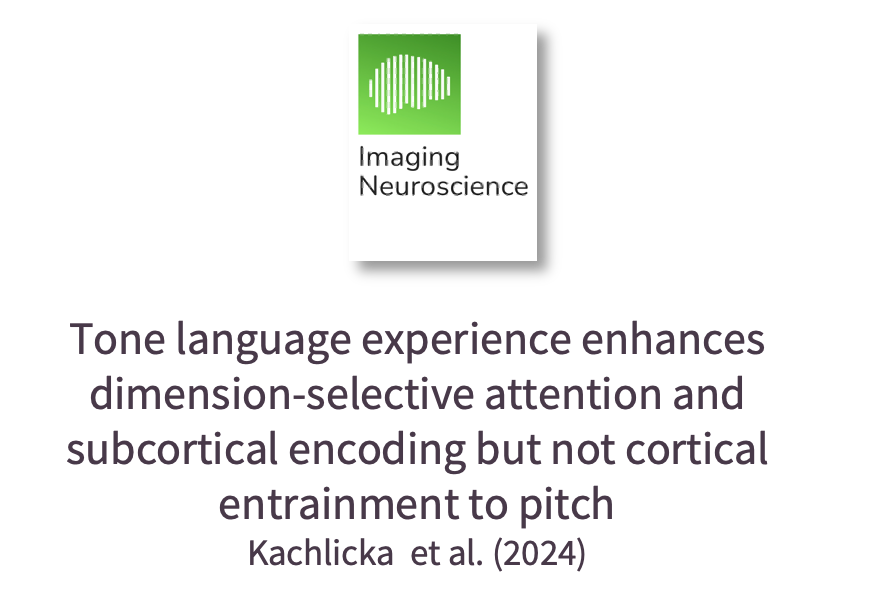 Imaging
Neuroscience
Tone language experience enhances
dimension-selective attention and
subcortical encoding but not cortical
entrainment to pitch
Kachlicka et al. (2024)